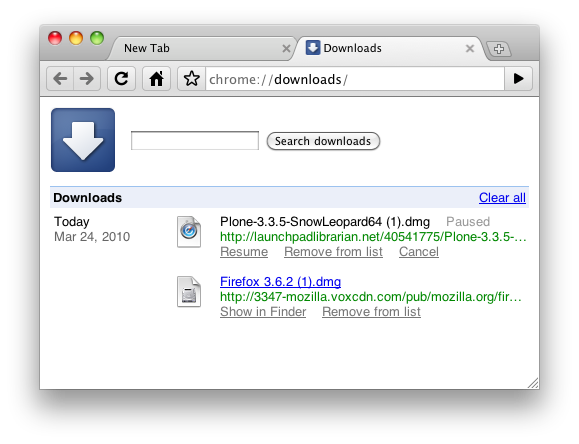 New Tab
Downloads
chrome://downloads/
Search downloads
Downloads
Clear all
Today
Plone-3.3.5-SnowLeopard64 (1).dmg Paused
Mar 24, 2010
http://launchpadlibrarian.net/40541775/Plone-3.3.5-...
Resume Remove from list Cancel
Firefox 3.6.2 (1).dmg
http://3347-mozilla.voxcdn.com/pub/mozilla.org/fir...
Show in Finder Remove from list